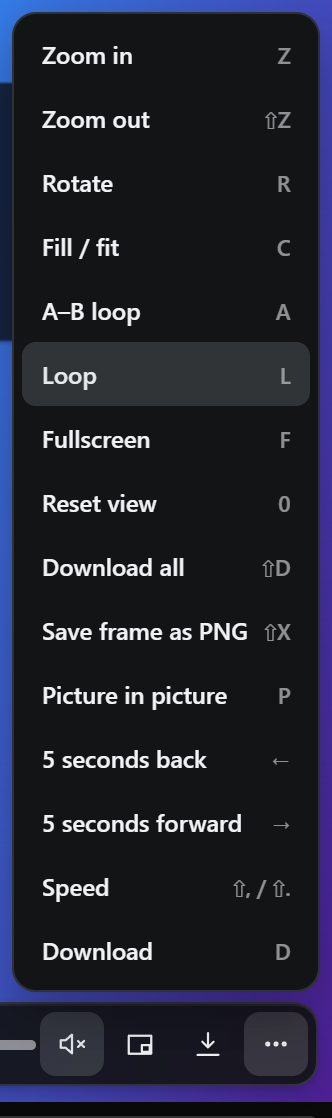 Zoom in Z
Zoom out ⇧Z
Rotate R
Fill / fit C
A–B loop A
Loop L
Fullscreen F
Reset view 0
Download all ⇧D
Save frame as PNG ⇧X
Picture in picture P
5 seconds back ←
5 seconds forward →
Speed ⇧, / ⇧.
Download D